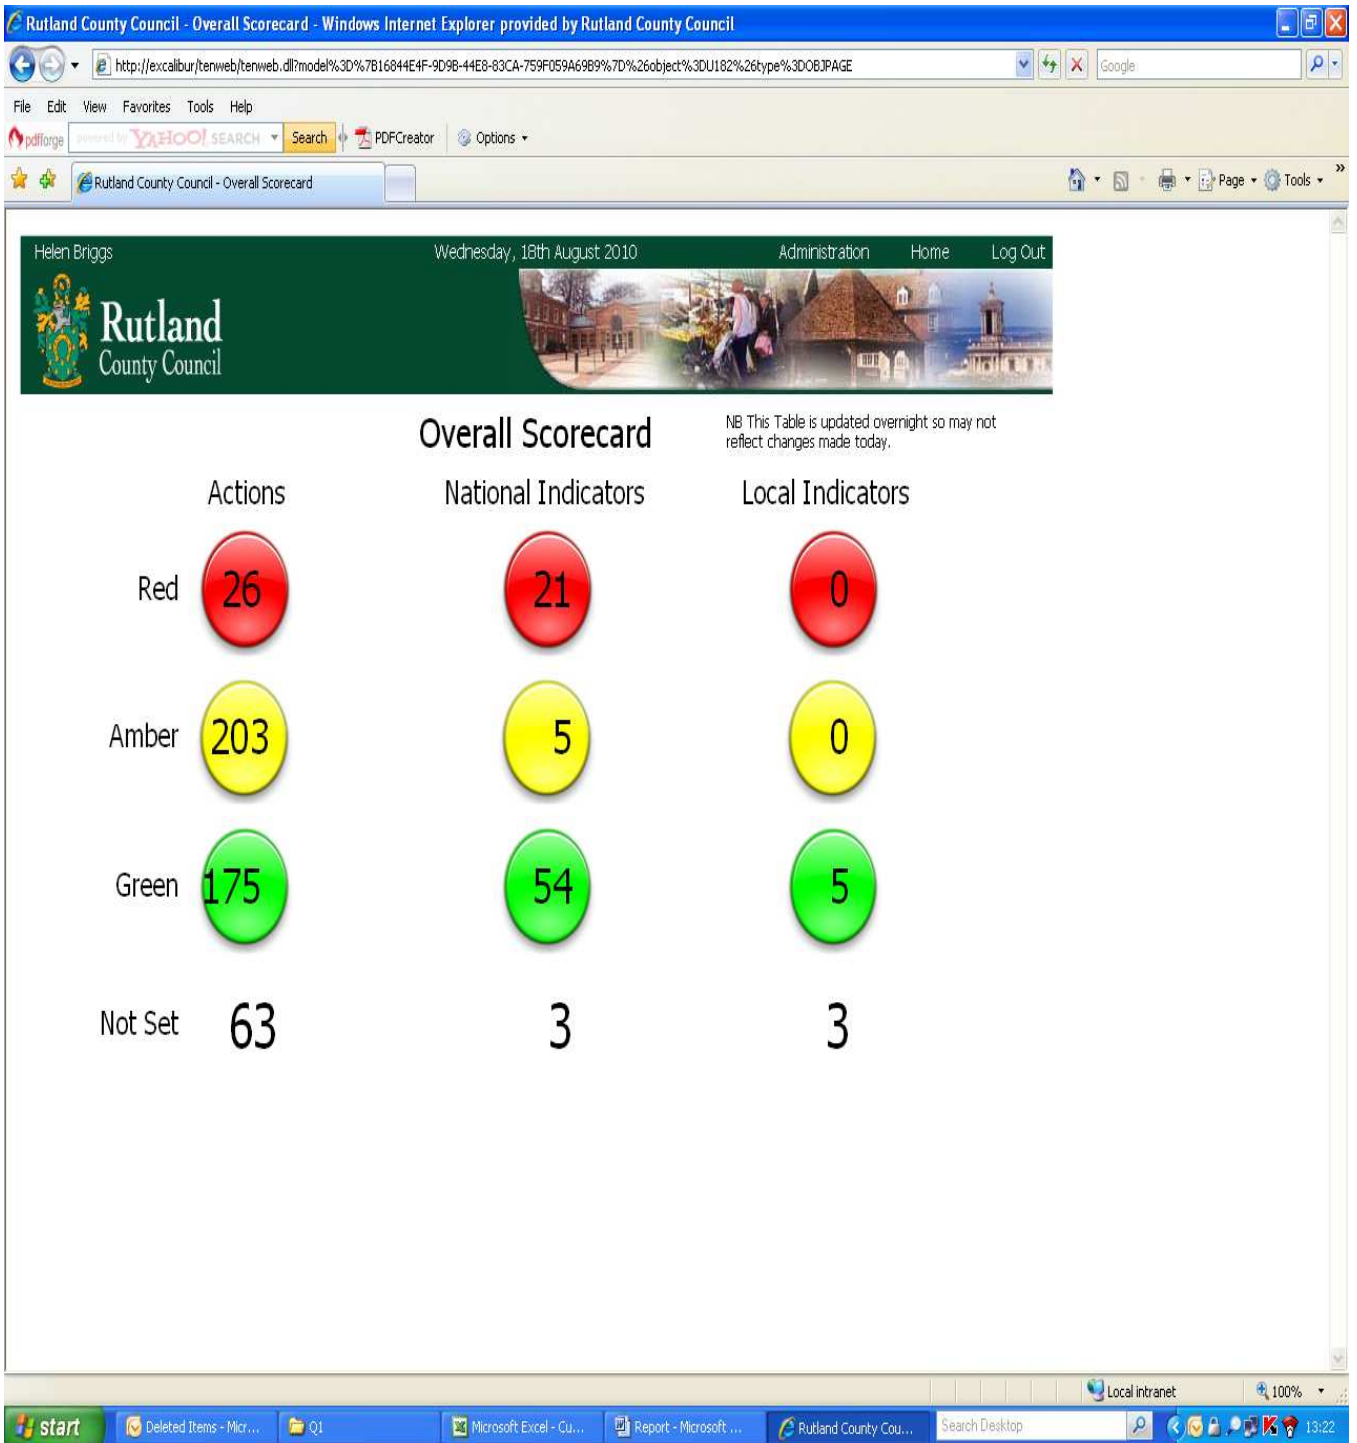 Rutland County Council - Overall Scorecard - Windows Internet Explorer provided by Rutland County Council
http://excalibur/tenweb/tenweb.dll?model%3D%7B16844E4F-9D9B-44E8-83CA-759F059A69B9%7D%26object%3DU182%26type%3DOBJPAGE
Google
File Edit View Favorites Tools Help
pdfforge powered by YAHOO! SEARCH Search PDFCreator Options
Rutland County Council - Overall Scorecard
Page Tools »
Helen Briggs Wednesday, 18th August 2010 Administration Home Log Out
Rutland
County Council
Overall Scorecard
NB This Table is updated overnight so may not
reflect changes made today.
Actions National Indicators Local Indicators
Red 26 21 0
Amber 203 5 0
Green 175 54 5
Not Set 63 3 3
Local intranet 100%
start Deleted Items - Micr... Q1 Microsoft Excel - Cu... Report - Microsoft ... Rutland County Cou... Search Desktop 13:22